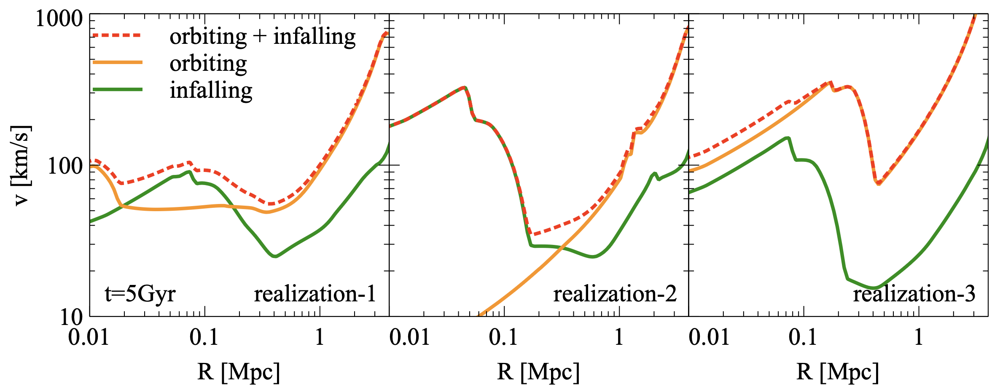 1000
100
10
v [km/s]
orbiting + infalling
orbiting
infalling
t=5Gyr
realization-1
realization-2
realization-3
0.01 0.1 1 0.01 0.1 1 0.01 0.1 1
R [Mpc] R [Mpc] R [Mpc]